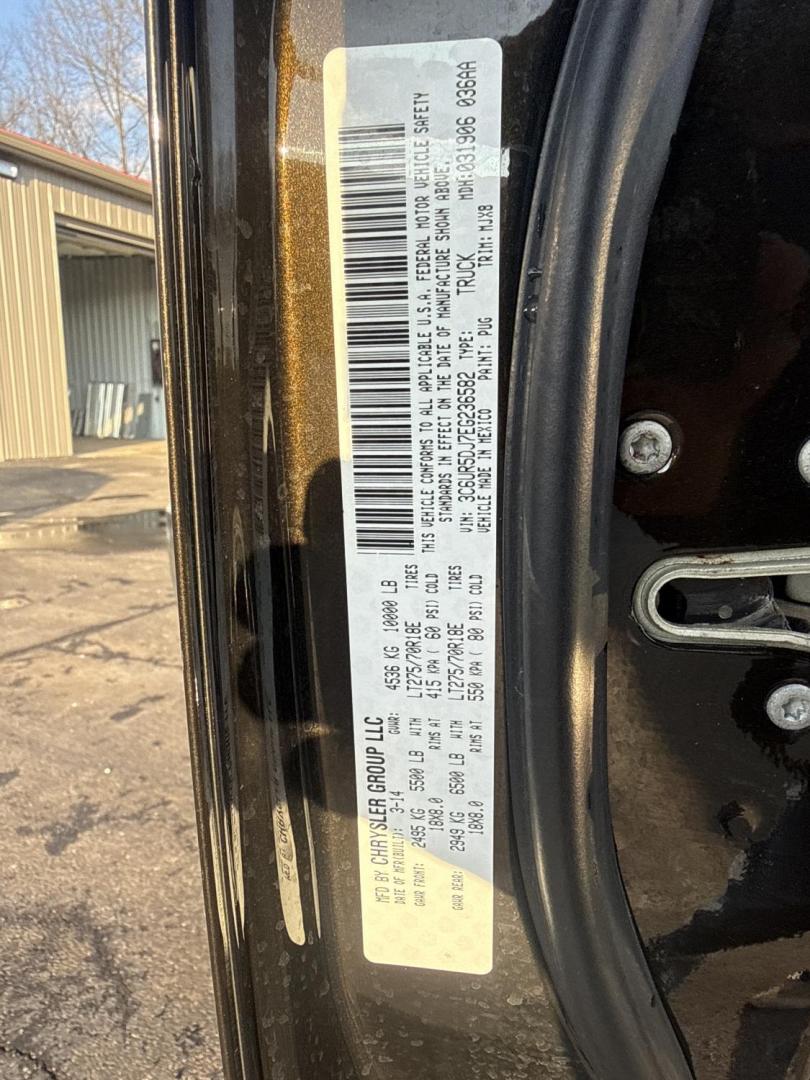 MFD BY CHRYSLER GROUP LLC
DATE OF MFR(BUILT): 3-14 GVWR: 4536 KG 10000 LB
GAWR FRONT: 2495 KG 5500 LB WITH LT275/70R18E TIRES
18X8.0 RIMS AT 415 KPA ( 60 PSI) COLD
GAWR REAR: 2949 KG 6500 LB WITH LT275/70R18E TIRES
18X8.0 RIMS AT 550 KPA ( 80 PSI) COLD
THIS VEHICLE CONFORMS TO ALL APPLICABLE U.S.A. FEDERAL MOTOR VEHICLE SAFETY
STANDARDS IN EFFECT ON THE DATE OF MANUFACTURE SHOWN ABOVE.
VIN: 3C6UR5DJ7EG236582 TYPE: TRUCK MDH:031906 036AA
VEHICLE MADE IN MEXICO PAINT: PUG TRIM: MJX8